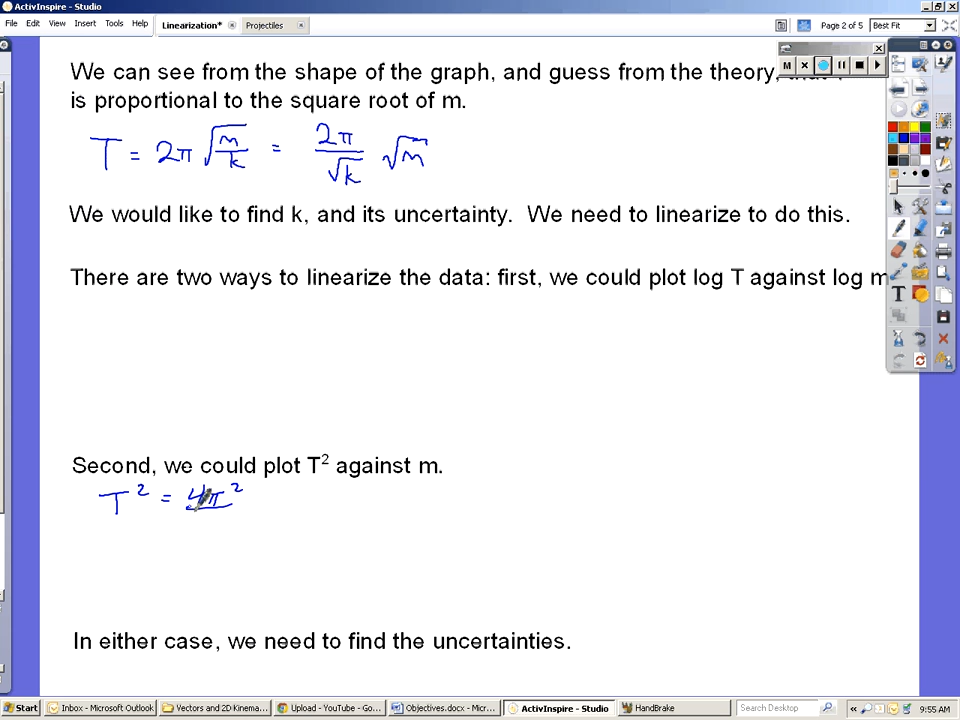 ActivInspire - Studio
File Edit View Insert Tools Help Linearization* Projectiles Page 2 of 5 Best Fit
We can see from the shape of the graph, and guess from the theory, that
is proportional to the square root of m.
T = 2π √(m/k) = 2π/√k √m
We would like to find k, and its uncertainty. We need to linearize to do this.
There are two ways to linearize the data: first, we could plot log T against log m
Second, we could plot T² against m.
T² = 4π²
In either case, we need to find the uncertainties.
Start Inbox - Microsoft Outlook Vectors and 2D Kinema... Upload - YouTube - Go... Objectives.docx - Micr... ActivInspire - Studio HandBrake Search Desktop 9:55 AM